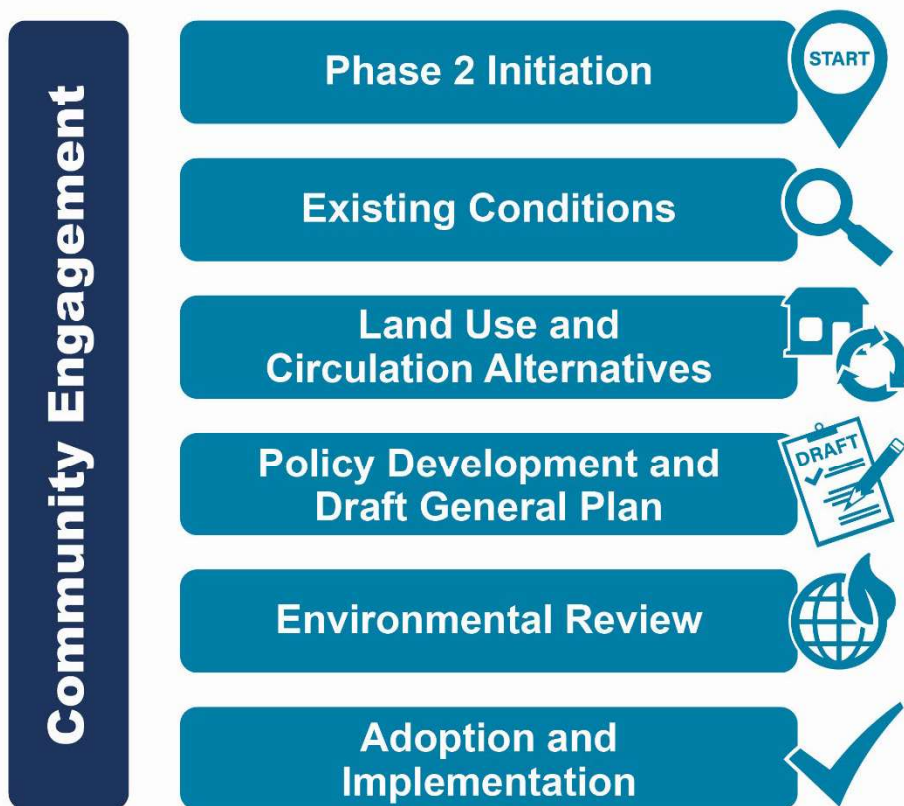 Community Engagement
Phase 2 Initiation
START
Existing Conditions
Land Use and
Circulation Alternatives
Policy Development and
Draft General Plan
DRAFT
Environmental Review
Adoption and
Implementation